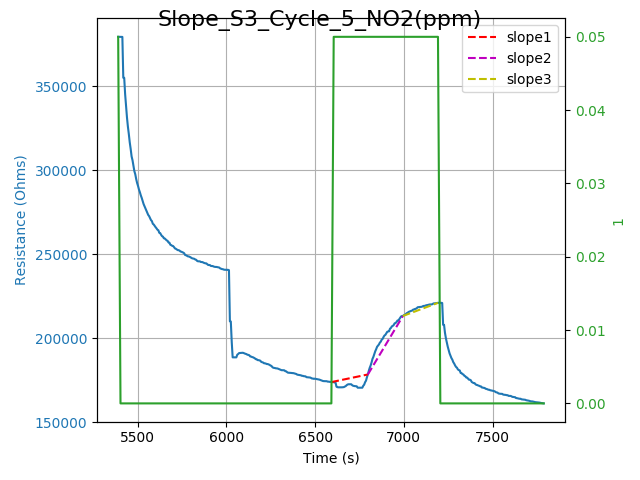 Slope_S3_Cycle_5_NO2(ppm)
slope1
slope2
slope3
350000
300000
250000
200000
150000
Resistance (Ohms)
0.05
0.04
0.03
0.02
0.01
0.00
1
5500 6000 6500 7000 7500
Time (s)